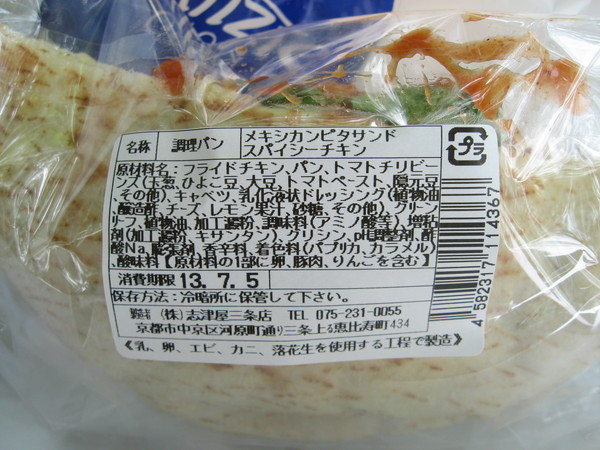 名称 調理パン メキシカンピタサンド
スパイシーチキン
プラ
原材料名:フライドチキン、パン、トマトチリビー
ンズ(玉葱、ひよこ豆、大豆、トマトペースト、隠元豆
、その他)、キャベツ、乳化液状ドレッシング(植物油
、醸造酢、チーズ、レモン果汁、砂糖、その他)、グリー
ンリーフ、植物油、加工澱粉、調味料(アミノ酸等)、増粘
剤(加工澱粉、キサンタン)、グリシン、pH調整剤、酢
酸Na、膨張剤、香辛料、着色料(パプリカ、カラメル)
、酸味料【原材料の1部に卵、豚肉、りんごを含む】
消費期限 13.7.5
保存方法:冷暗所に保管して下さい。
製造者 (株)志津屋三条店 TEL 075-231-0055
京都市中京区河原町通り三条上る恵比寿町434
《乳、卵、エビ、カニ、落花生を使用する工程で製造》
4 582317 114367